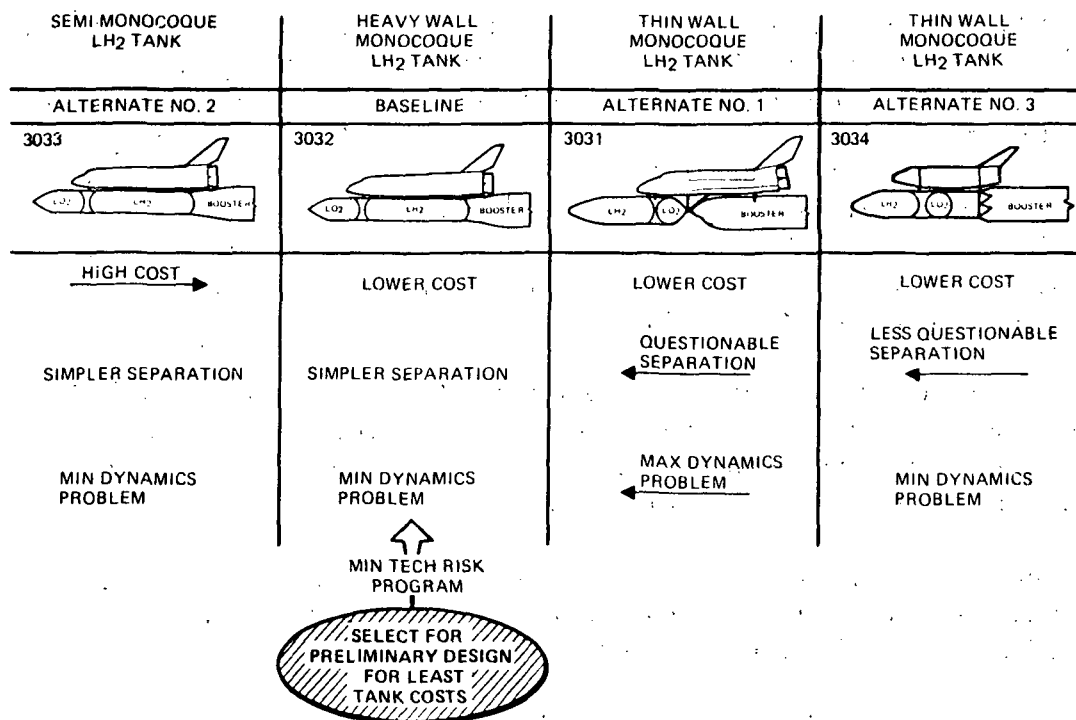 SEMI-MONOCOQUE
LH2 TANK
HEAVY WALL
MONOCOQUE
LH2 TANK
THIN WALL
MONOCOQUE
LH2 TANK
THIN WALL
MONOCOQUE
LH2 TANK
ALTERNATE NO. 2
BASELINE
ALTERNATE NO. 1
ALTERNATE NO. 3
3033
3032
3031
3034
LO2
LH2
BOOSTER
LO2
LH2
BOOSTER
LH2
LO2
BOOSTER
LH2
LO2
BOOSTER
HIGH COST
LOWER COST
LOWER COST
LOWER COST
SIMPLER SEPARATION
SIMPLER SEPARATION
QUESTIONABLE
SEPARATION
LESS QUESTIONABLE
SEPARATION
MIN DYNAMICS
PROBLEM
MIN DYNAMICS
PROBLEM
MAX DYNAMICS
PROBLEM
MIN DYNAMICS
PROBLEM
MIN TECH RISK
PROGRAM
SELECT FOR
PRELIMINARY DESIGN
FOR LEAST
TANK COSTS